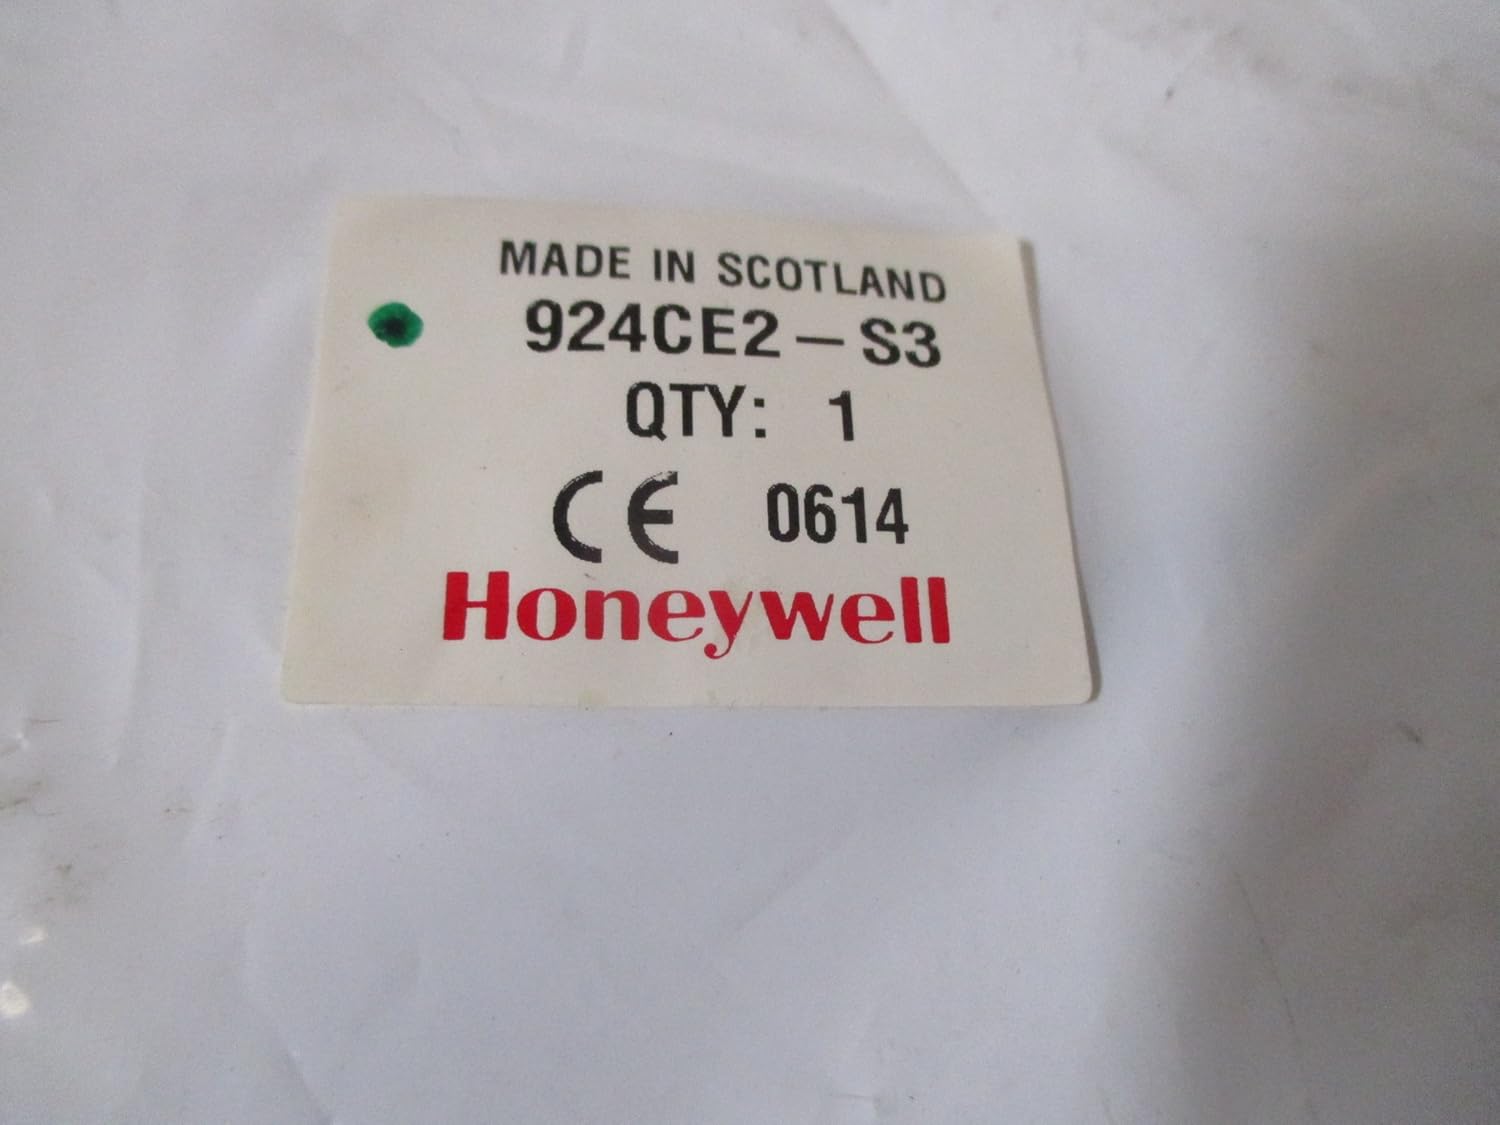 MADE IN SCOTLAND
924CE2-S3
QTY: 1
CE 0614
Honeywell